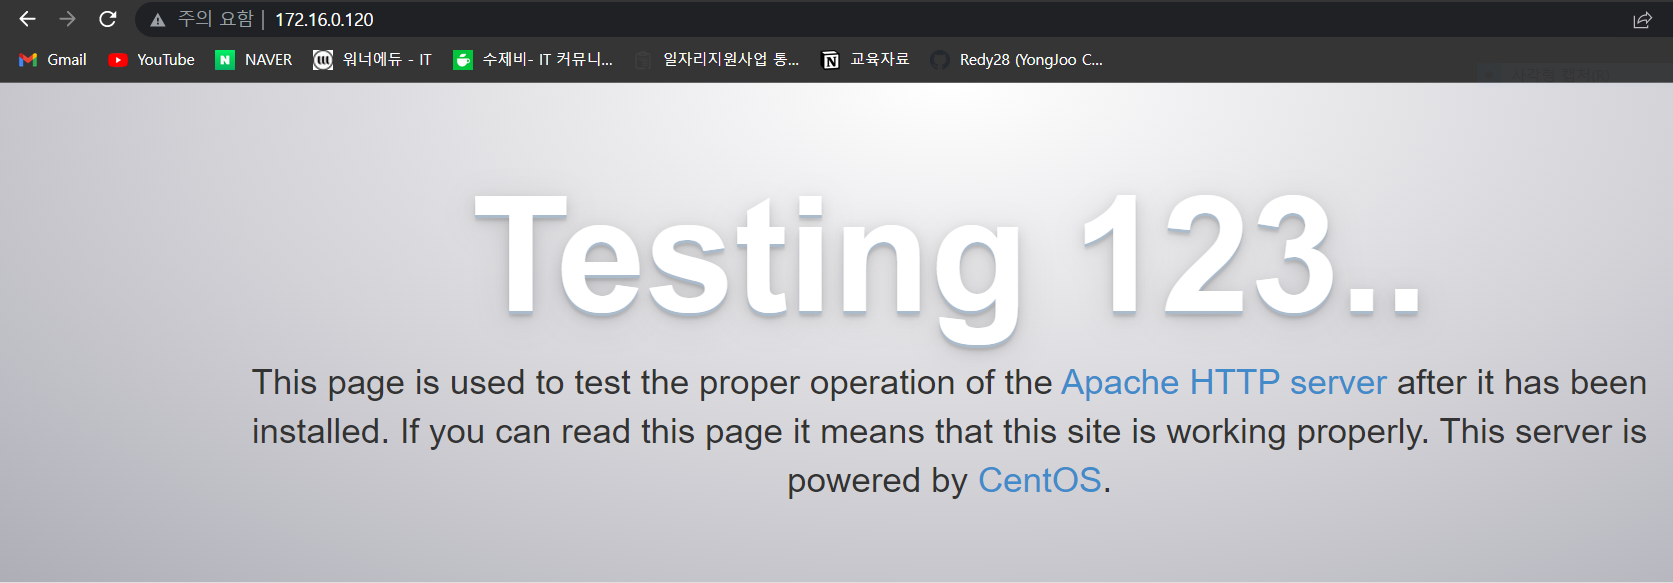 주의 요함 | 172.16.0.120
Gmail YouTube NAVER 워너에듀 - IT 수제비- IT 커뮤니... 일자리지원사업 통... 교육자료 Redy28 (YongJoo C...
Testing 123..
This page is used to test the proper operation of the Apache HTTP server after it has been
installed. If you can read this page it means that this site is working properly. This server is
powered by CentOS.